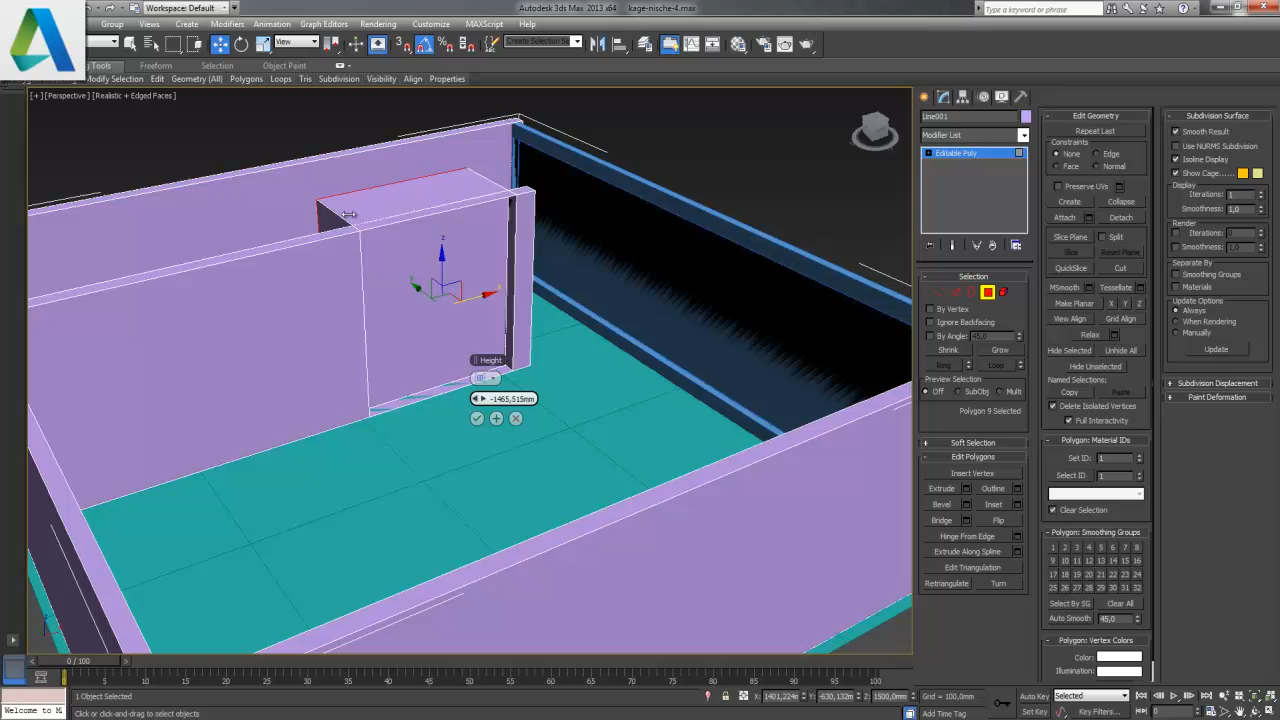 Workspace: Default
Autodesk 3ds Max 2013 x64
kage-nische-4.max
Type a keyword or phrase
Group Views Create Modifiers Animation Graph Editors Rendering Customize MAXScript Help
View
Create Selection Se
Tools Freeform Selection Object Paint
Modify Selection Edit Geometry (All) Polygons Loops Tris Subdivision Visibility Align Properties
[+] [Perspective] [Realistic + Edged Faces]
z
x
y
Height
-1465,515mm
Line001
Modifier List
Editable Poly
Selection
By Vertex
Ignore Backfacing
By Angle: 45,0
Shrink Grow
Ring Loop
Preview Selection
Off SubObj Multi
Polygon 9 Selected
Soft Selection
Edit Polygons
Insert Vertex
Extrude Outline
Bevel Inset
Bridge Flip
Hinge From Edge
Extrude Along Spline
Edit Triangulation
Retriangulate Turn
Edit Geometry
Repeat Last
Constraints
None Edge
Face Normal
Preserve UVs
Create Collapse
Attach Detach
Slice Plane Split
Slice Reset Plane
QuickSlice Cut
MSmooth Tessellate
Make Planar X Y Z
View Align Grid Align
Relax
Hide Selected Unhide All
Hide Unselected
Named Selections:
Copy Paste
Delete Isolated Vertices
Full Interactivity
Polygon: Material IDs
Set ID: 1
Select ID 1
Clear Selection
Polygon: Smoothing Groups
1 2 3 4 5 6 7 8
9 10 11 12 13 14 15 16
17 18 19 20 21 22 23 24
25 26 27 28 29 30 31 32
Select By SG Clear All
Auto Smooth 45,0
Polygon: Vertex Colors
Color:
Illumination:
Subdivision Surface
Smooth Result
Use NURMS Subdivision
Isoline Display
Show Cage......
Display
Iterations: 1
Smoothness: 1,0
Render
Iterations: 0
Smoothness: 1,0
Separate By
Smoothing Groups
Materials
Update Options
Always
When Rendering
Manually
Update
Subdivision Displacement
Paint Deformation
0 / 100
5 10 15 20 25 30 35 40 45 50 55 60 65 70 75 80 85 90 95 100
1 Object Selected
X: 1401,224m Y: -630,132m Z: 1500,0mm
Grid = 100,0mm
Auto Key Selected
Welcome to M
Click or click-and-drag to select objects
Add Time Tag
Set Key Key Filters...
0